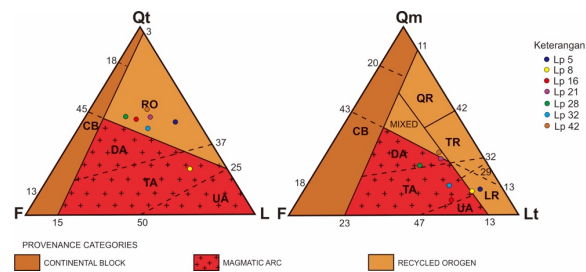 Qt
3
18
45
CB
RO
DA
37
25
TA
UA
13
F
L
15
50
Qm
11
20
QR
43
MIXED
42
CB
TR
DA
32
29
TA
13
18
LR
UA
F
Lt
23
47
13
Keterangan
Lp 5
Lp 8
Lp 16
Lp 21
Lp 28
Lp 32
Lp 42
PROVENANCE CATEGORIES
CONTINENTAL BLOCK
MAGMATIC ARC
RECYCLED OROGEN